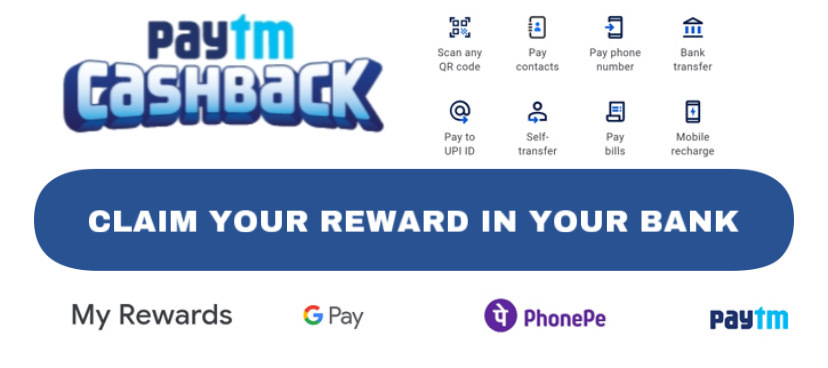 paytm
CASHBACK
Scan any
QR code
Pay
contacts
Pay phone
number
Bank
transfer
Pay to
UPI ID
Self-
transfer
Pay
bills
Mobile
recharge
CLAIM YOUR REWARD IN YOUR BANK
My Rewards
G Pay
पे PhonePe
paytm